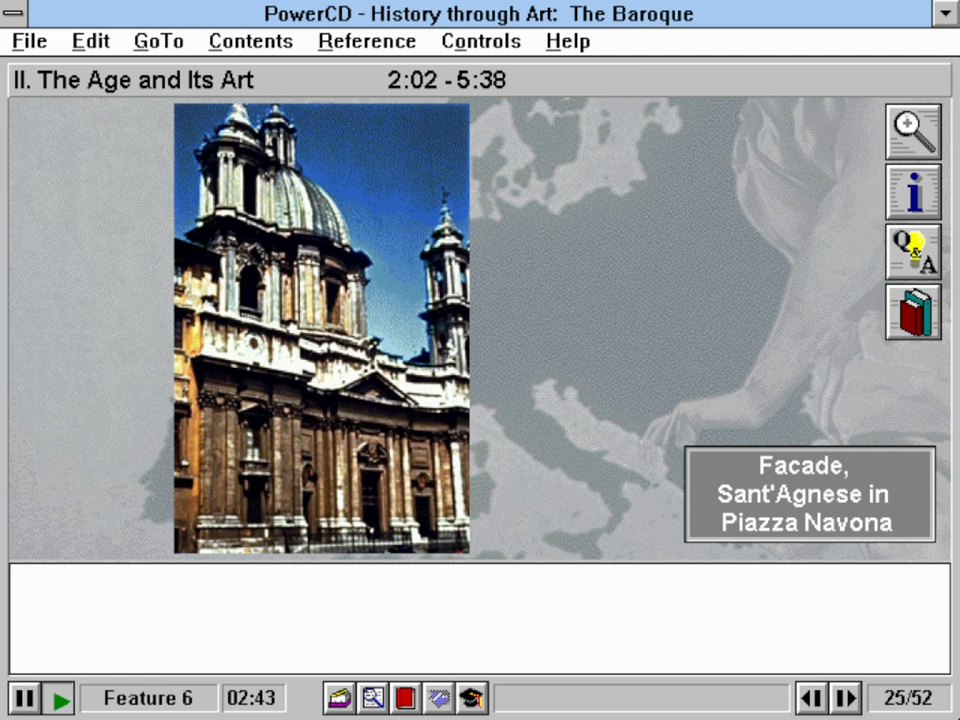 PowerCD - History through Art: The Baroque
File Edit GoTo Contents Reference Controls Help
II. The Age and Its Art 2:02 - 5:38
i
Q & A
Facade,
Sant'Agnese in
Piazza Navona
Feature 6 02:43 25/52